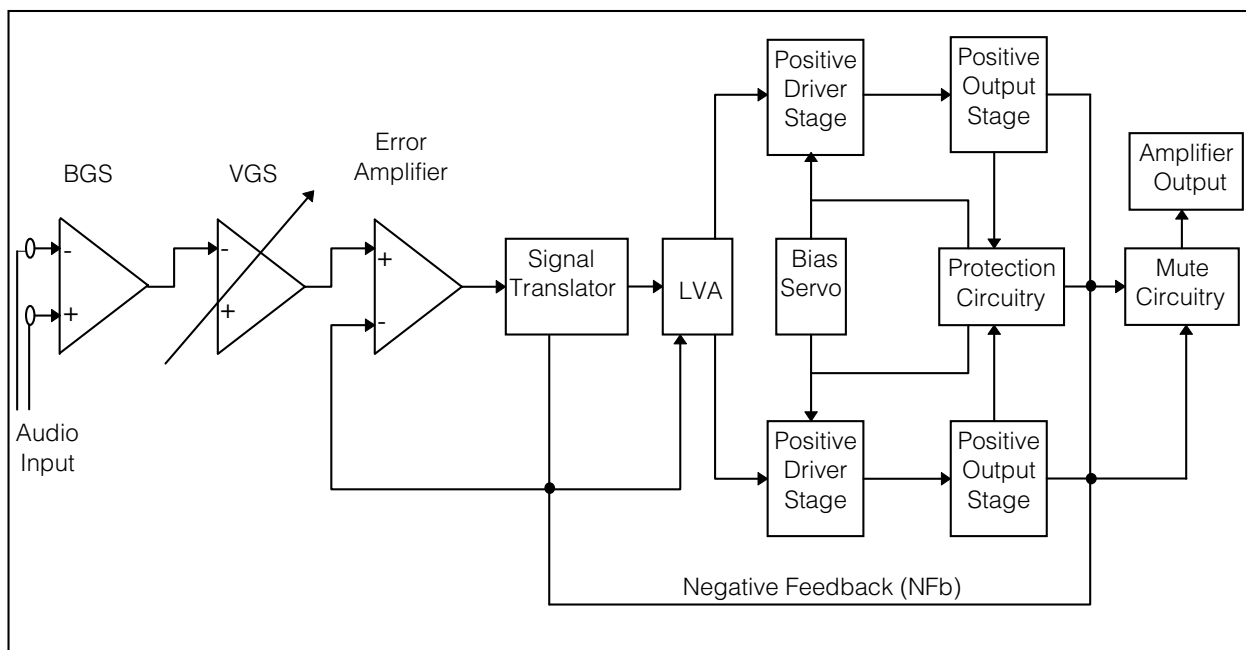 BGS
VGS
Error
Amplifier
-
+
-
+
+
-
Audio
Input
Signal
Translator
LVA
Positive
Driver
Stage
Positive
Output
Stage
Bias
Servo
Protection
Circuitry
Amplifier
Output
Mute
Circuitry
Positive
Driver
Stage
Positive
Output
Stage
Negative Feedback (NFb)